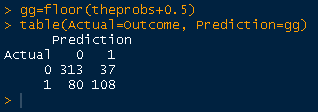 > gg=floor(theprobs+0.5)
> table(Actual=Outcome, Prediction=gg)
Prediction
Actual 0 1
0 313 37
1 80 108
>